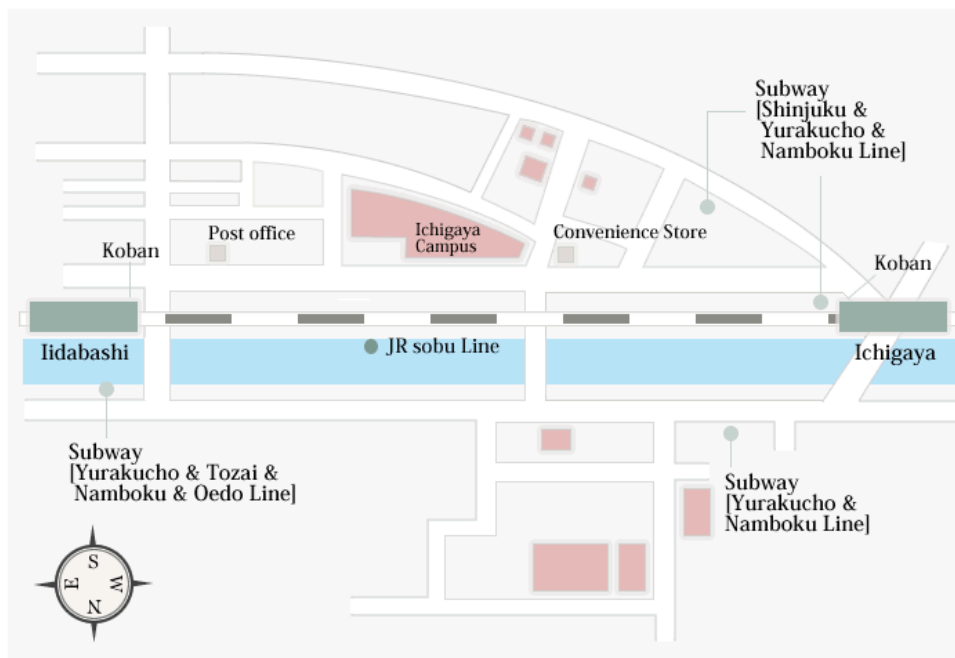 Subway
[Shinjuku &
Yurakucho &
Namboku Line]
Post office
Ichigaya
Campus
Convenience Store
Koban
Koban
Iidabashi
JR sobu Line
Ichigaya
Subway
[Yurakucho & Tozai &
Namboku & Oedo Line]
Subway
[Yurakucho &
Namboku Line]
S
E
W
N